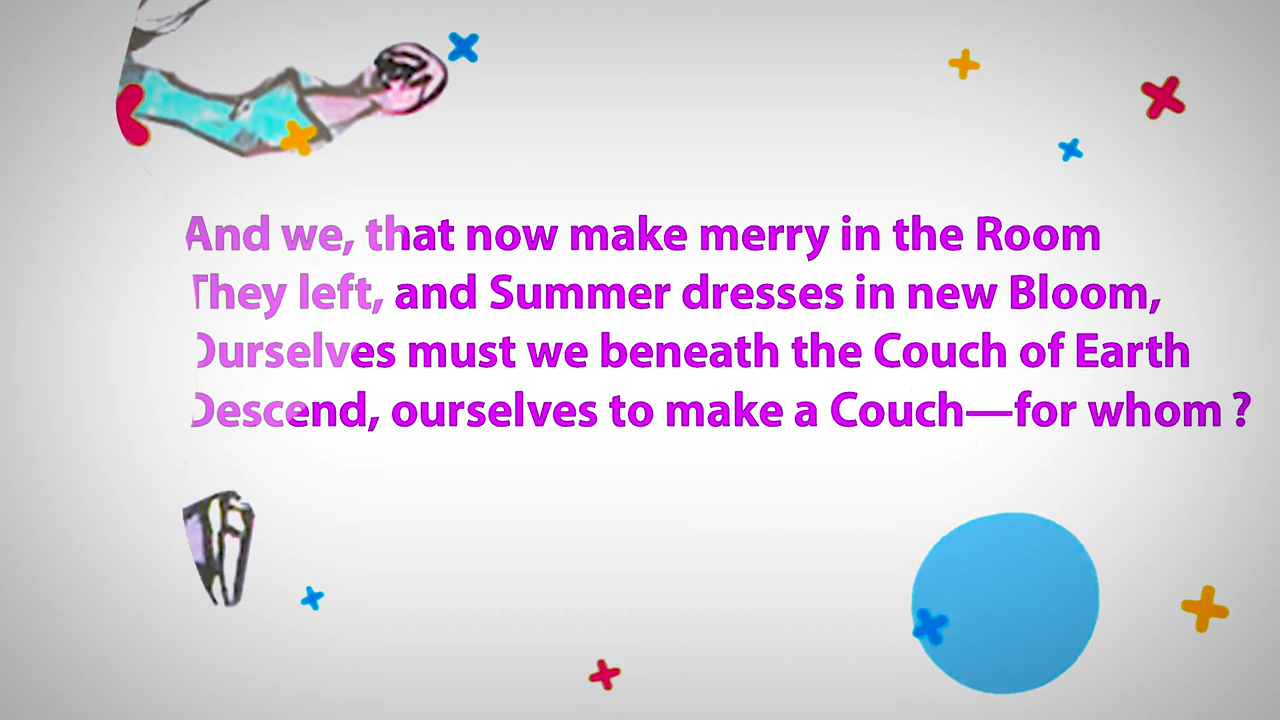 And we, that now make merry in the Room
They left, and Summer dresses in new Bloom,
Ourselves must we beneath the Couch of Earth
Descend, ourselves to make a Couch—for whom ?